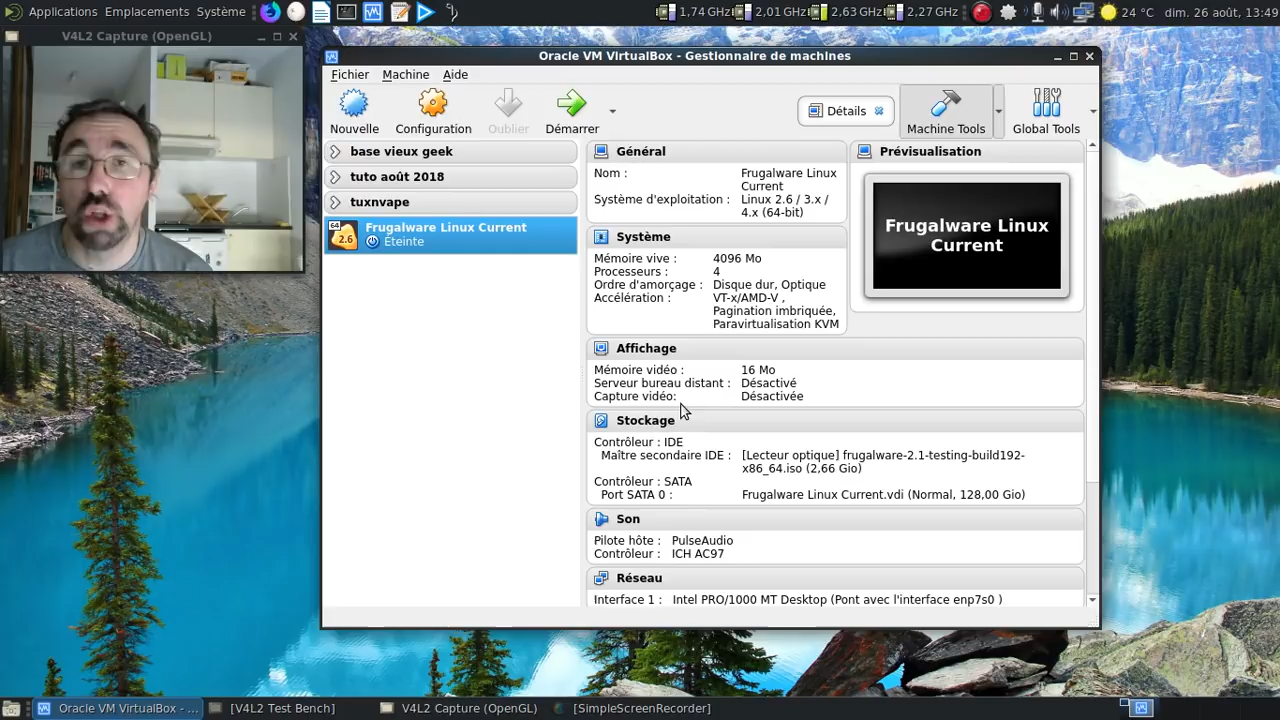 Applications Emplacements Système
1,74 GHz 2,01 GHz 2,63 GHz 2,27 GHz
24 °C dim. 26 août, 13:49
V4L2 Capture (OpenGL)
Oracle VM VirtualBox - Gestionnaire de machines
Fichier Machine Aide
Nouvelle Configuration Oublier Démarrer
Détails Machine Tools Global Tools
base vieux geek
tuto août 2018
tuxnvape
64
2.6
Frugalware Linux Current
Éteinte
Général
Nom : Frugalware Linux
Current
Système d'exploitation : Linux 2.6 / 3.x /
4.x (64-bit)
Prévisualisation
Frugalware Linux
Current
Système
Mémoire vive : 4096 Mo
Processeurs : 4
Ordre d'amorçage : Disque dur, Optique
Accélération : VT-x/AMD-V ,
Pagination imbriquée,
Paravirtualisation KVM
Affichage
Mémoire vidéo : 16 Mo
Serveur bureau distant : Désactivé
Capture vidéo: Désactivée
Stockage
Contrôleur : IDE
Maître secondaire IDE : [Lecteur optique] frugalware-2.1-testing-build192-
x86_64.iso (2,66 Gio)
Contrôleur : SATA
Port SATA 0 : Frugalware Linux Current.vdi (Normal, 128,00 Gio)
Son
Pilote hôte : PulseAudio
Contrôleur : ICH AC97
Réseau
Interface 1 : Intel PRO/1000 MT Desktop (Pont avec l'interface enp7s0 )
Oracle VM VirtualBox - ... [V4L2 Test Bench] V4L2 Capture (OpenGL) [SimpleScreenRecorder]